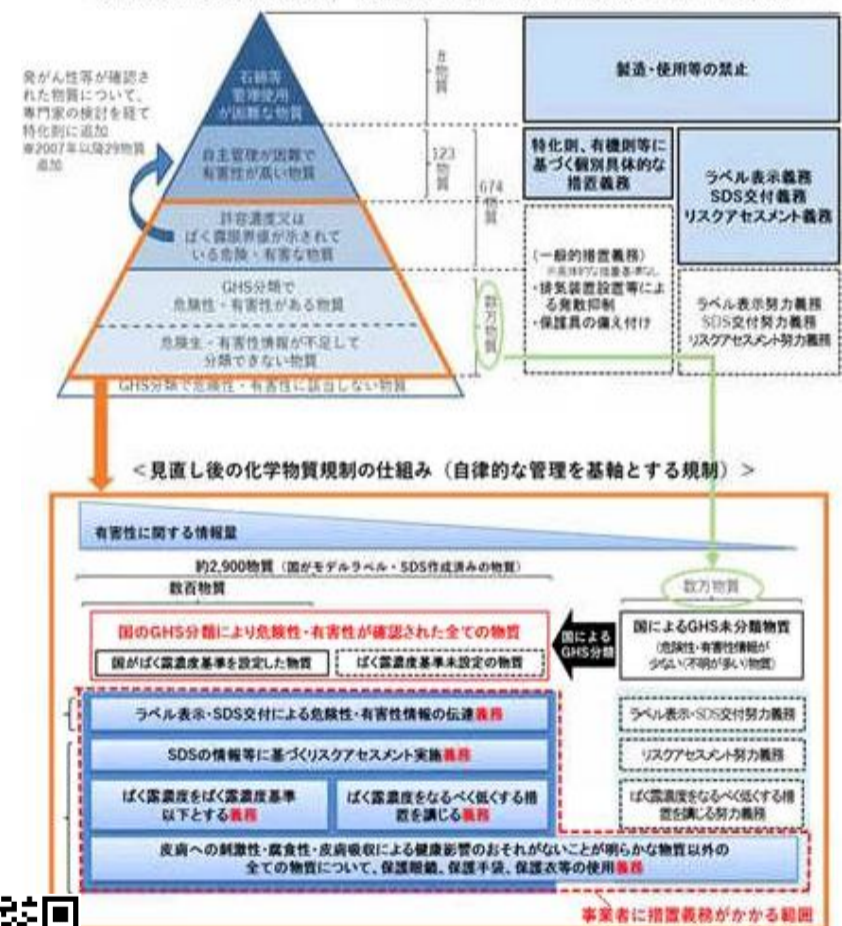 発がん性等が確認さ
れた物質について、
専門家の検討を経て
特化則に追加
※2007年以降29物質
追加
石綿等
管理使用
が困難な物質
自主管理が困難で
有害性が高い物質
許容濃度又は
ばく露限界値が示されて
いる危険・有害な物質
GHS分類で
危険性・有害性がある物質
危険生・有害性情報が不足して
分類できない物質
GHS分類で危険性・有害性に該当しない物質
8
物
質
123
物
質
674
物
質
数
万
物
質
製造・使用等の禁止
特化則、有機則等に
基づく個別具体的な
措置義務
ラベル表示義務
SDS交付義務
リスクアセスメント義務
(一般的措置義務)
※具体的な措置基準なし
・排気装置設置等によ
る発散抑制
・保護具の備え付け
ラベル表示努力義務
SDS交付努力義務
リスクアセスメント努力義務
<見直し後の化学物質規制の仕組み(自律的な管理を基軸とする規制)>
有害性に関する情報量
約2,900物質(国がモデルラベル・SDS作成済みの物質)
数百物質
数万物質
国のGHS分類により危険性・有害性が確認された全ての物質
国がばく露濃度基準を設定した物質
ばく露濃度基準未設定の物質
国による
GHS分類
国によるGHS未分類物質
(危険性・有害性情報が
少ない(不明が多い)物質)
ラベル表示・SDS交付による危険性・有害性情報の伝達義務
ラベル表示・SDS交付努力義務
SDSの情報等に基づくリスクアセスメント実施義務
リスクアセスメント努力義務
ばく露濃度をばく露濃度基準
以下とする義務
ばく露濃度をなるべく低くする措
置を講じる義務
ばく露濃度をなるべく低くする措
置を講じる努力義務
皮膚への刺激性・腐食性・皮膚吸収による健康影響のおそれがないことが明らかな物質以外の
全ての物質について、保護眼鏡、保護手袋、保護衣等の使用義務
事業者に措置義務がかかる範囲